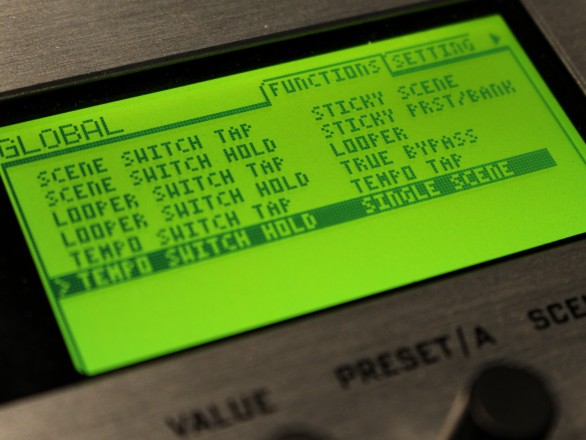 GLOBAL FUNCTIONS SETTING
SCENE SWITCH TAP STICKY SCENE
SCENE SWITCH HOLD STICKY PRST/BANK
LOOPER SWITCH TAP LOOPER
LOOPER SWITCH HOLD TRUE BYPASS
TEMPO SWITCH TAP TEMPO TAP
>TEMPO SWITCH HOLD SINGLE SCENE
VALUE PRESET/A